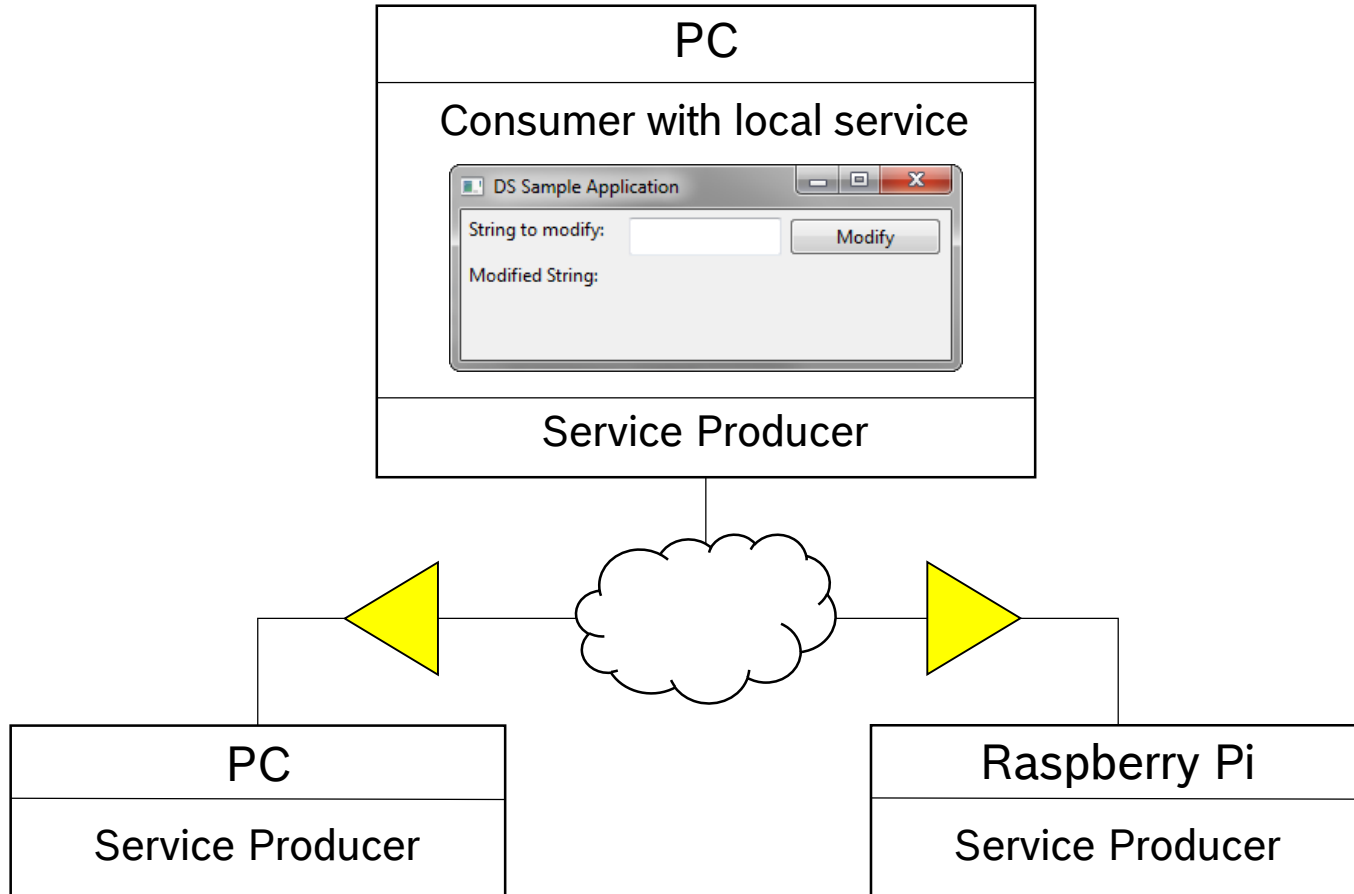 PC
Consumer with local service
DS Sample Application
String to modify:
Modify
Modified String:
Service Producer
PC
Service Producer
Raspberry Pi
Service Producer